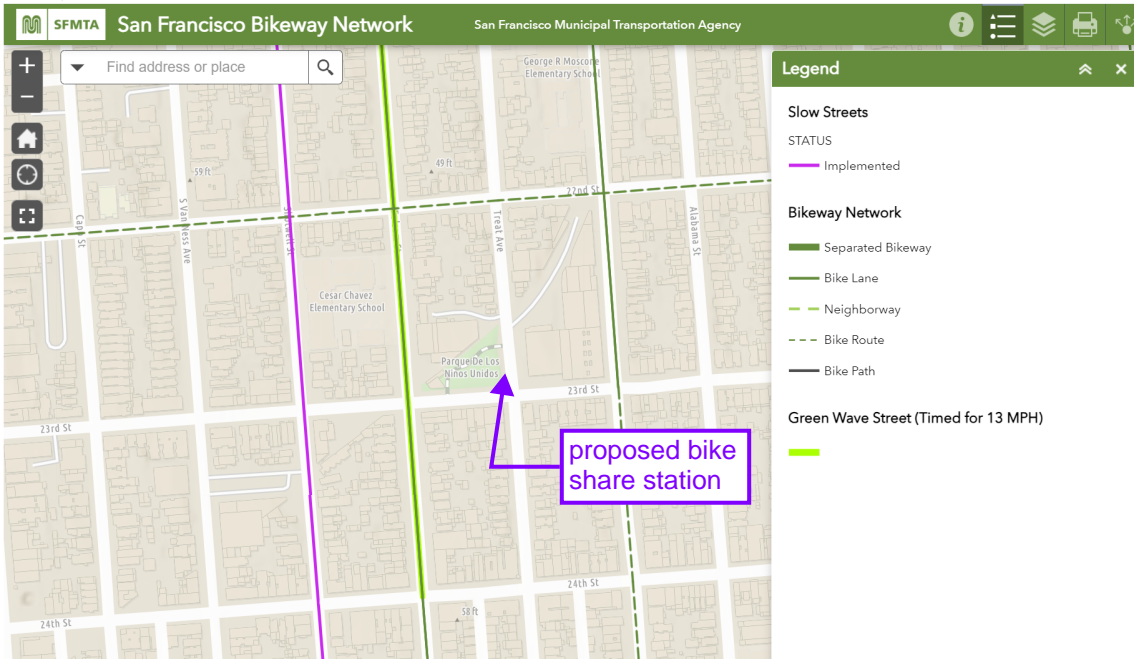 SFMTA
San Francisco Bikeway Network
San Francisco Municipal Transportation Agency
Find address or place
Legend
Slow Streets
STATUS
Implemented
Bikeway Network
Separated Bikeway
Bike Lane
Neighborway
Bike Route
Bike Path
Green Wave Street (Timed for 13 MPH)
George R Moscone
Elementary School
59 ft
49 ft
22nd St
Capp St
S Van Ness Ave
Shotwell St
Treat Ave
Alabama St
Cesar Chavez
Elementary School
Parque De Los
Ninos Unidos
23rd St
23rd St
proposed bike
share station
24th St
58 ft
24th St